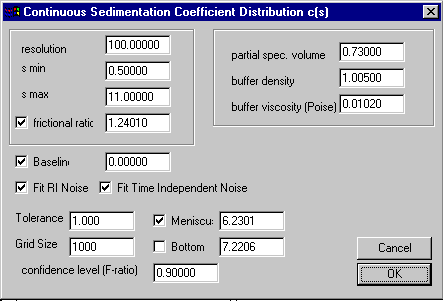 Continuous Sedimentation Coefficient Distribution c(s)
resolution 100.00000
s min 0.50000
s max 11.00000
frictional ratio 1.24010
partial spec. volume 0.73000
buffer density 1.00500
buffer viscosity (Poise) 0.01020
Baseline 0.00000
Fit RI Noise Fit Time Independent Noise
Tolerance 1.000 Meniscu: 6.2301
Grid Size 1000 Bottom 7.2206
confidence level (F-ratio) 0.90000
Cancel
OK